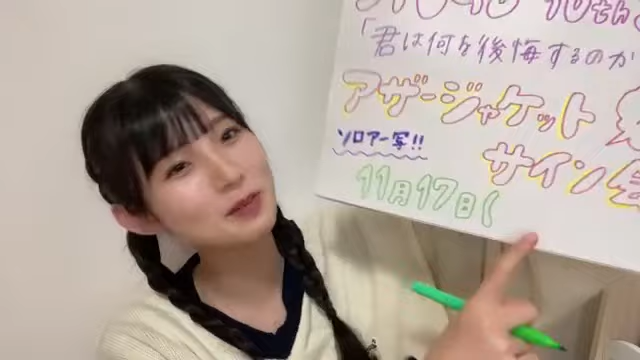 「君は何を後悔するのか
アザージャケット
ソロアー写!!
サイン会
11月17日(